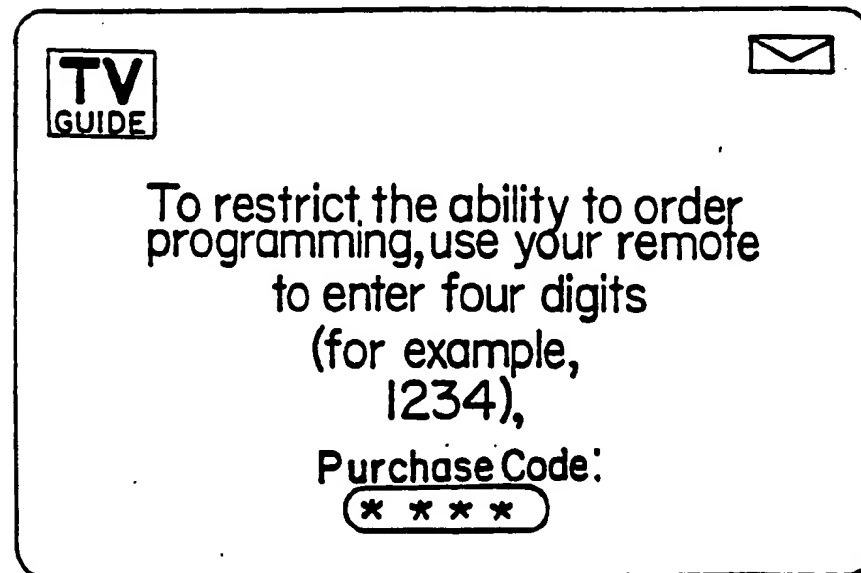 TV
GUIDE
To restrict the ability to order
programming, use your remote
to enter four digits
(for example,
1234),
Purchase Code:
* * * *